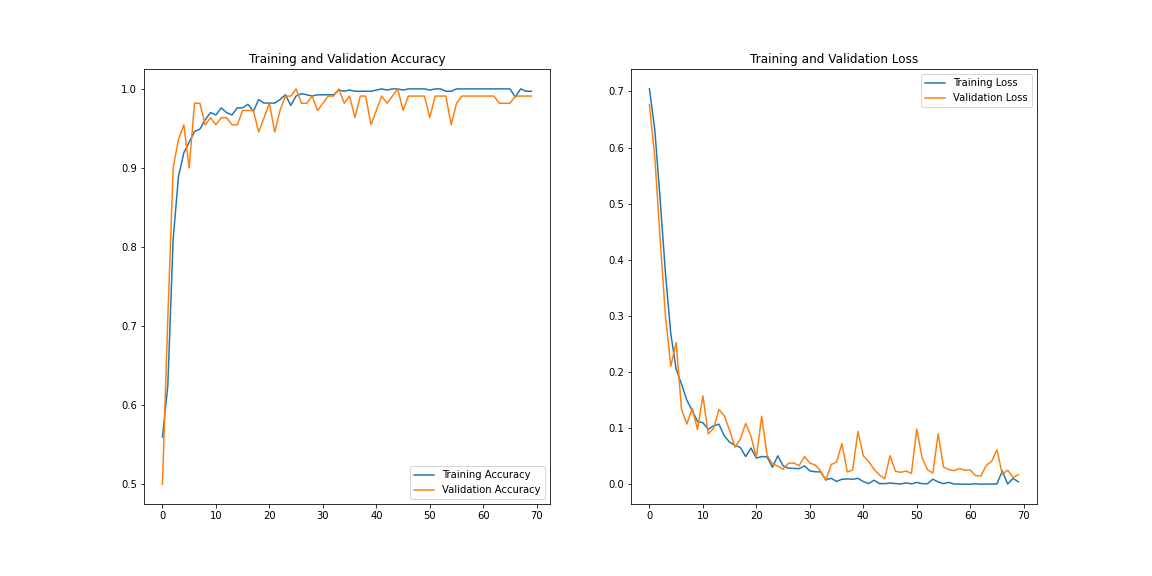 Training and Validation Accuracy
1.0
0.9
0.8
0.7
0.6
0.5
0 10 20 30 40 50 60 70
Training Accuracy
Validation Accuracy
Training and Validation Loss
0.7
0.6
0.5
0.4
0.3
0.2
0.1
0.0
0 10 20 30 40 50 60 70
Training Loss
Validation Loss